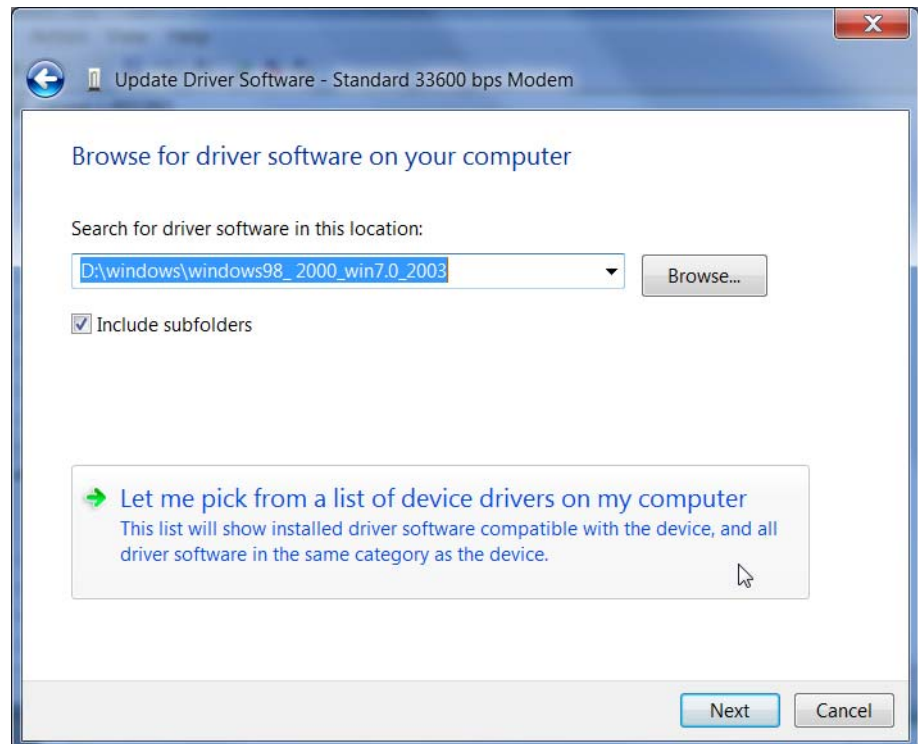 X
Update Driver Software - Standard 33600 bps Modem
Browse for driver software on your computer
Search for driver software in this location:
D:\windows\windows98_ 2000_win7.0_2003
Browse...
Include subfolders
Let me pick from a list of device drivers on my computer
This list will show installed driver software compatible with the device, and all
driver software in the same category as the device.
Next
Cancel